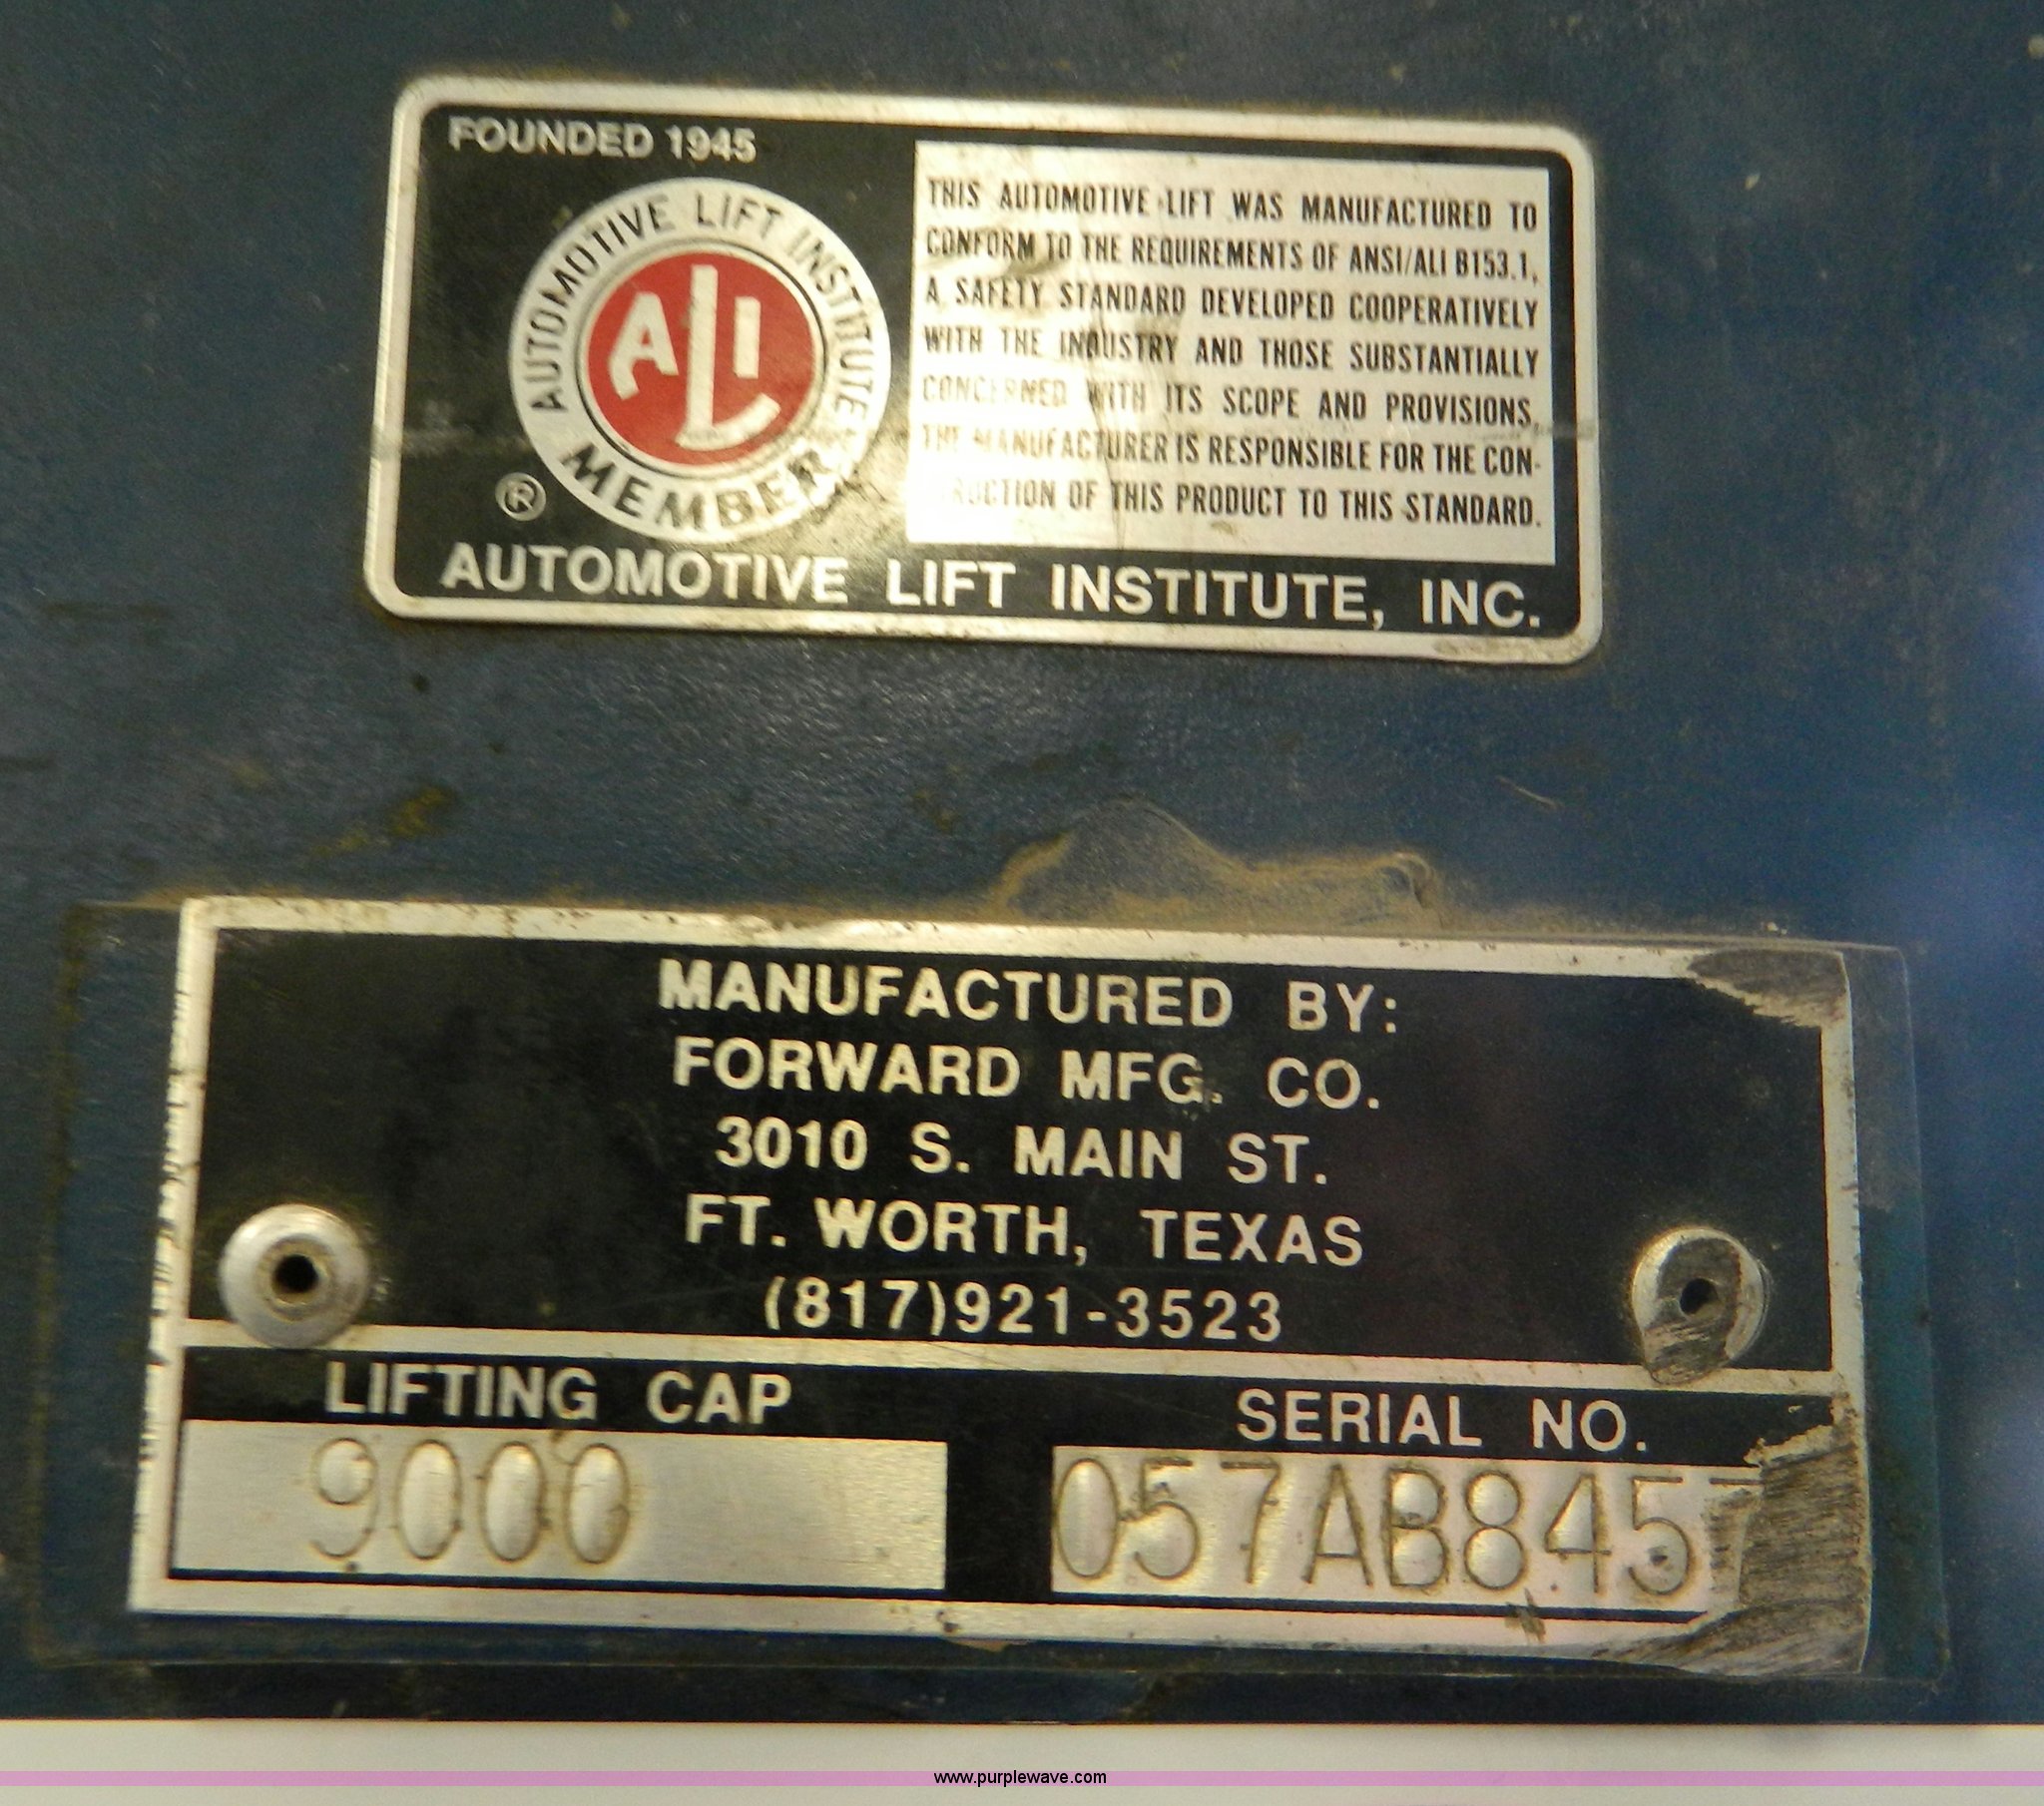 FOUNDED 1945
AUTOMOTIVE LIFT INSTITUTE
ALI
MEMBER
®
THIS AUTOMOTIVE LIFT WAS MANUFACTURED TO
CONFORM TO THE REQUIREMENTS OF ANSI/ALI B153.1,
A SAFETY STANDARD DEVELOPED COOPERATIVELY
WITH THE INDUSTRY AND THOSE SUBSTANTIALLY
CONCERNED WITH ITS SCOPE AND PROVISIONS,
THE MANUFACTURER IS RESPONSIBLE FOR THE CON-
RUCTION OF THIS PRODUCT TO THIS STANDARD.
AUTOMOTIVE LIFT INSTITUTE, INC.
MANUFACTURED BY:
FORWARD MFG. CO.
3010 S. MAIN ST.
FT. WORTH, TEXAS
(817)921-3523
LIFTING CAP
9000
SERIAL NO.
057AB845
www.purplewave.com